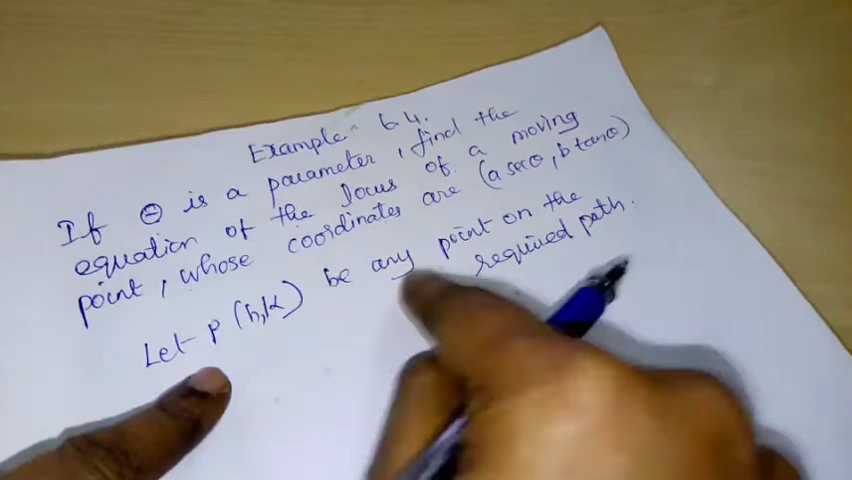 Example 6.4.
If Θ is a parameter, find the
equation of the locus of a moving
point, whose coordinates are (a secθ, b tanθ)
Let P (h,k) be any point on the
required path.